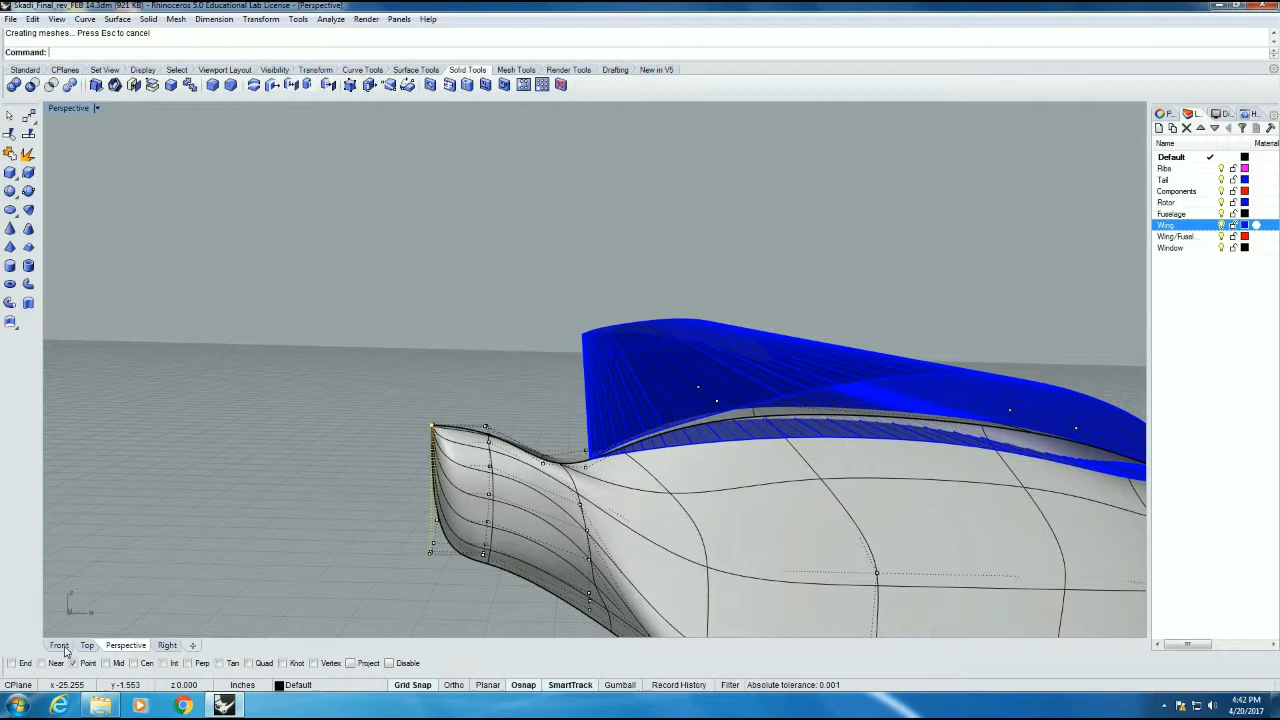 Skadi_Final_rev_FEB 14.3dm (921 KB) - Rhinoceros 5.0 Educational Lab License - [Perspective]
File Edit View Curve Surface Solid Mesh Dimension Transform Tools Analyze Render Panels Help
Creating meshes... Press Esc to cancel
Command:
Standard CPlanes Set View Display Select Viewport Layout Visibility Transform Curve Tools Surface Tools Solid Tools Mesh Tools Render Tools Drafting New in V5
Perspective
P... L... Di... H...
Name Material
Default
Ribs
Tail
Components
Rotor
Fuselage
Wing
Wing/Fusel...
Window
z
y x
Front Top Perspective Right
End Near Point Mid Cen Int Perp Tan Quad Knot Vertex Project Disable
CPlane x -25.255 y -1.553 z 0.000 Inches Default Grid Snap Ortho Planar Osnap SmartTrack Gumball Record History Filter Absolute tolerance: 0.001
4:42 PM
4/20/2017